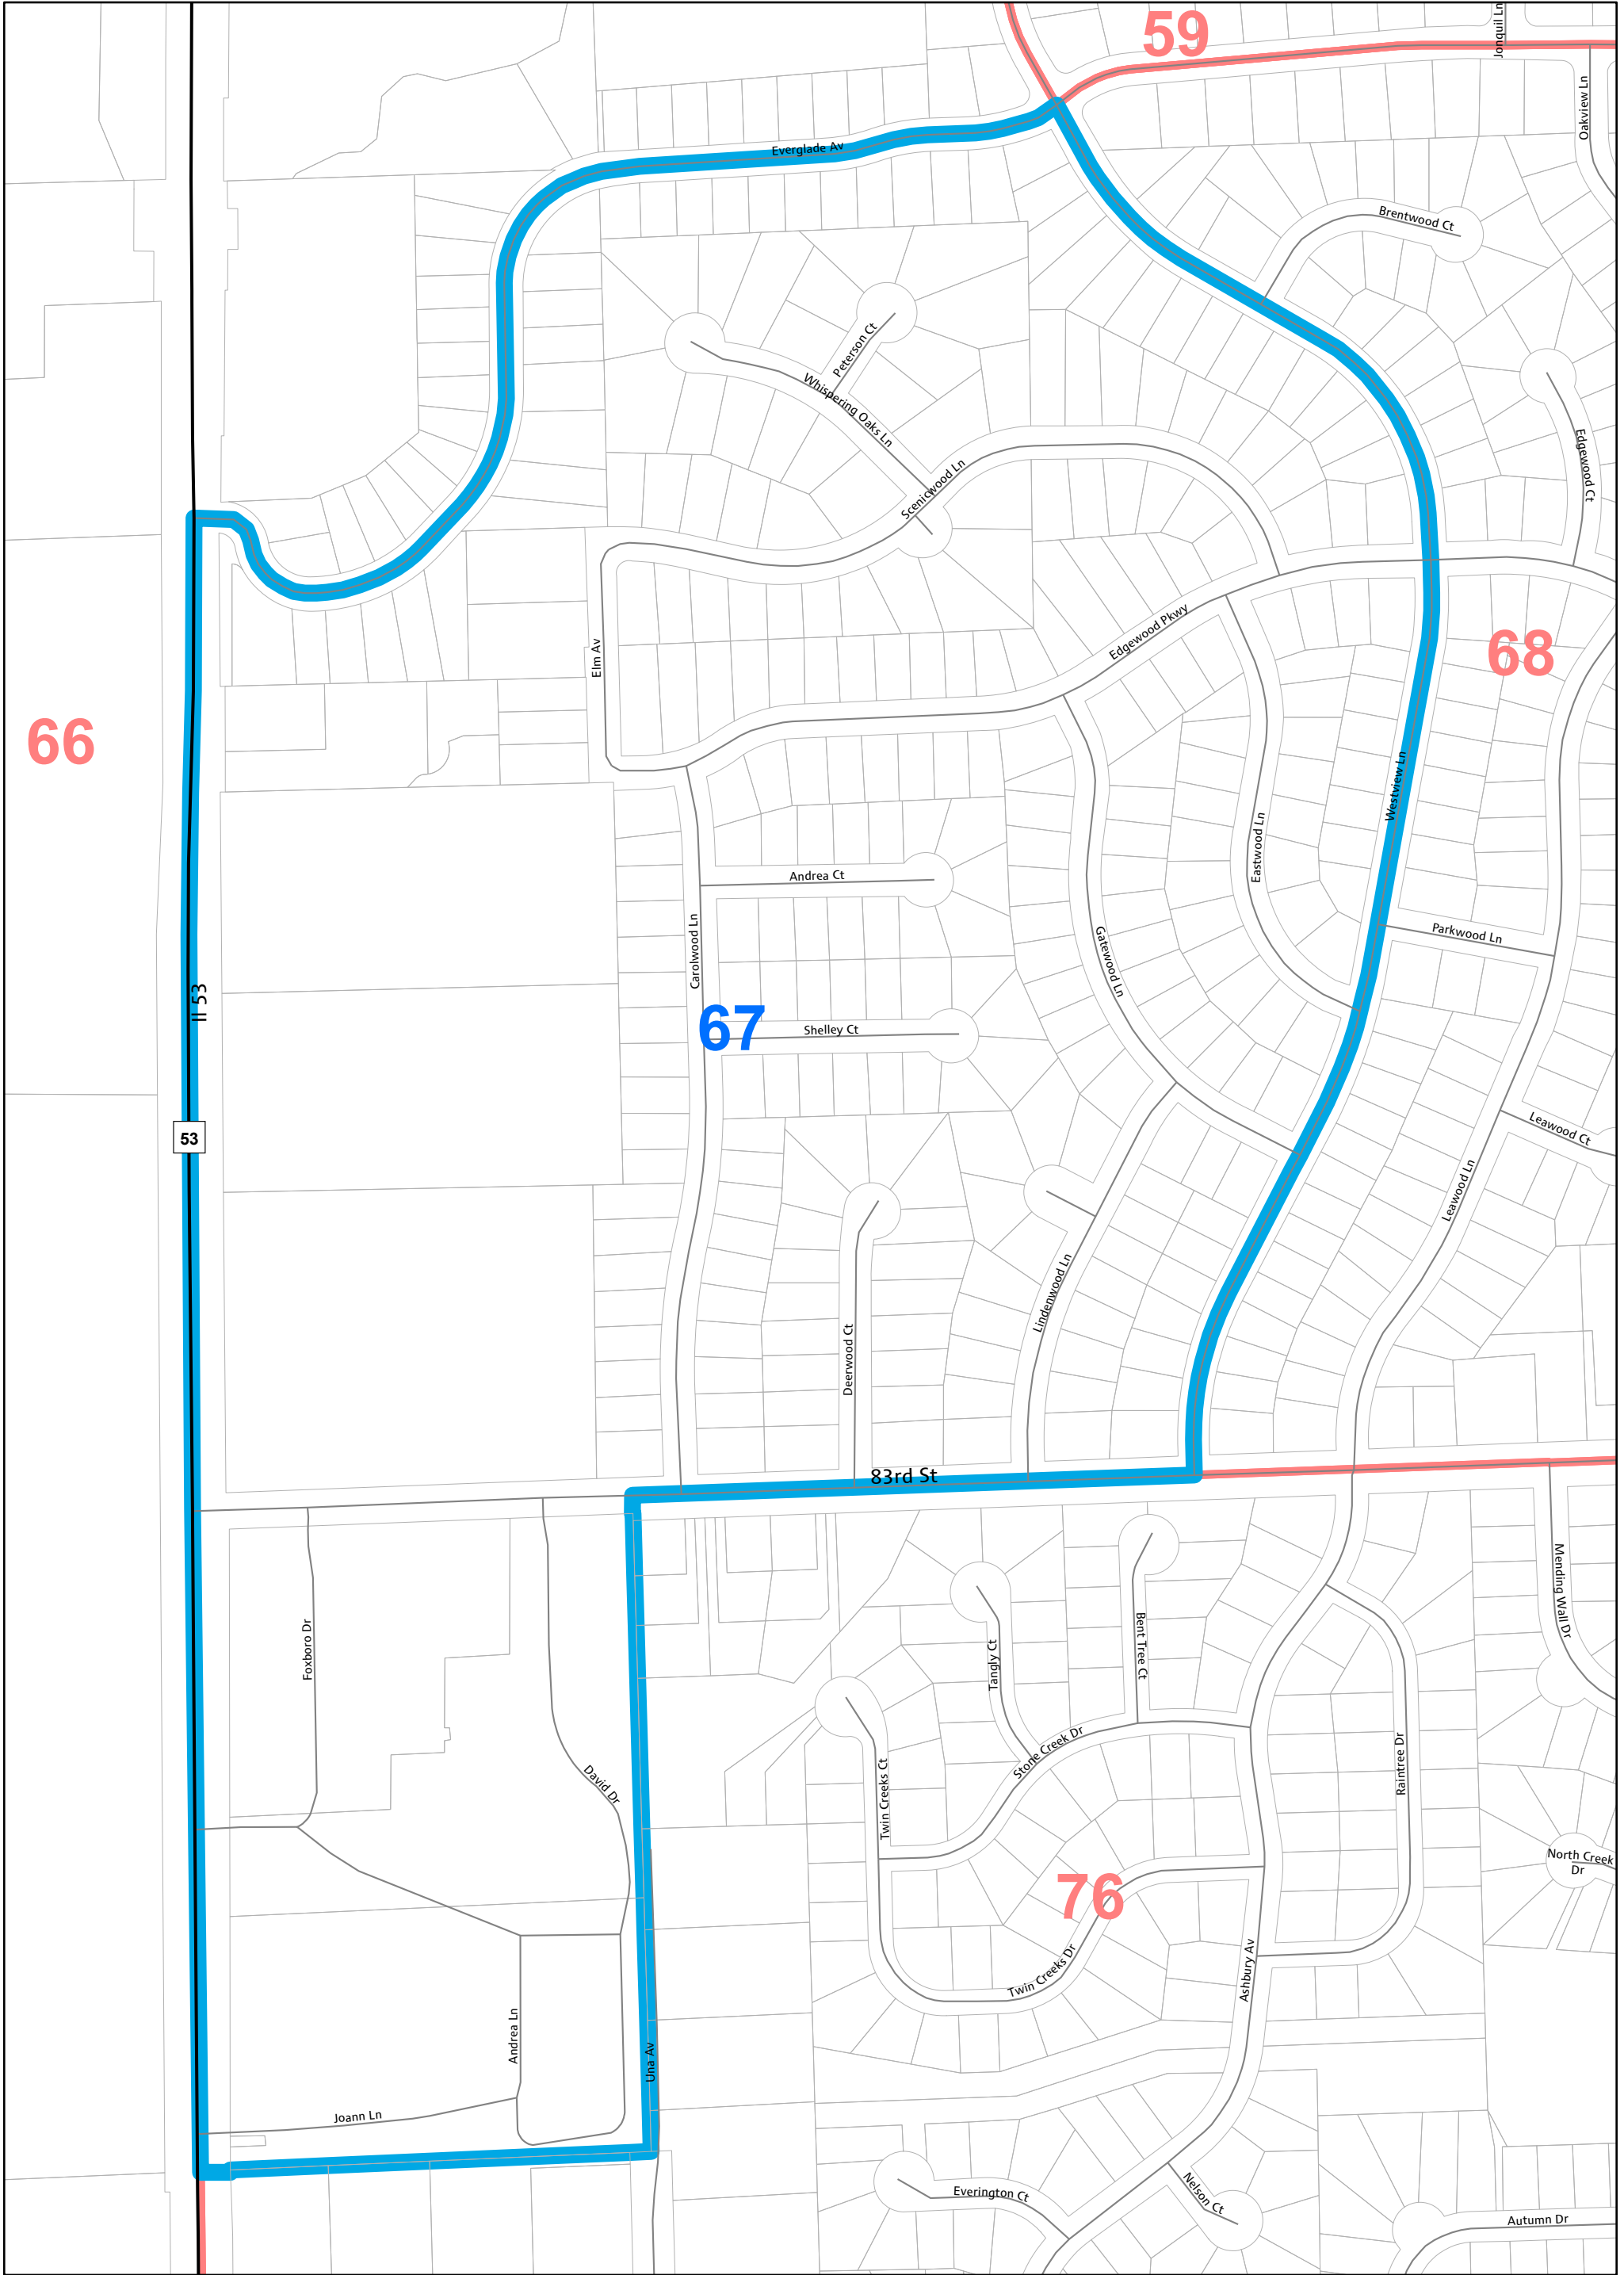 59
Jonquil Ln
Oakview Ln
Everglade Av
Brentwood Ct
Peterson Ct
Whispering Oaks Ln
Edgewood Ct
Scenicwood Ln
Edgewood Pkwy
Elm Av
68
66
Westview Ln
Eastwood Ln
Andrea Ct
Carolwood Ln
Parkwood Ln
Gatewood Ln
Il 53
67
Shelley Ct
53
Leawood Ct
Leawood Ln
Lindenwood Ln
Deerwood Ct
83rd St
Mending Wall Dr
Foxboro Dr
Tangly Ct
Bent Tree Ct
Stone Creek Dr
Raintree Dr
David Dr
Twin Creeks Ct
North Creek
Dr
76
Twin Creeks Dr
Ashbury Av
Andrea Ln
Una Av
Joann Ln
Everington Ct
Nelson Ct
Autumn Dr